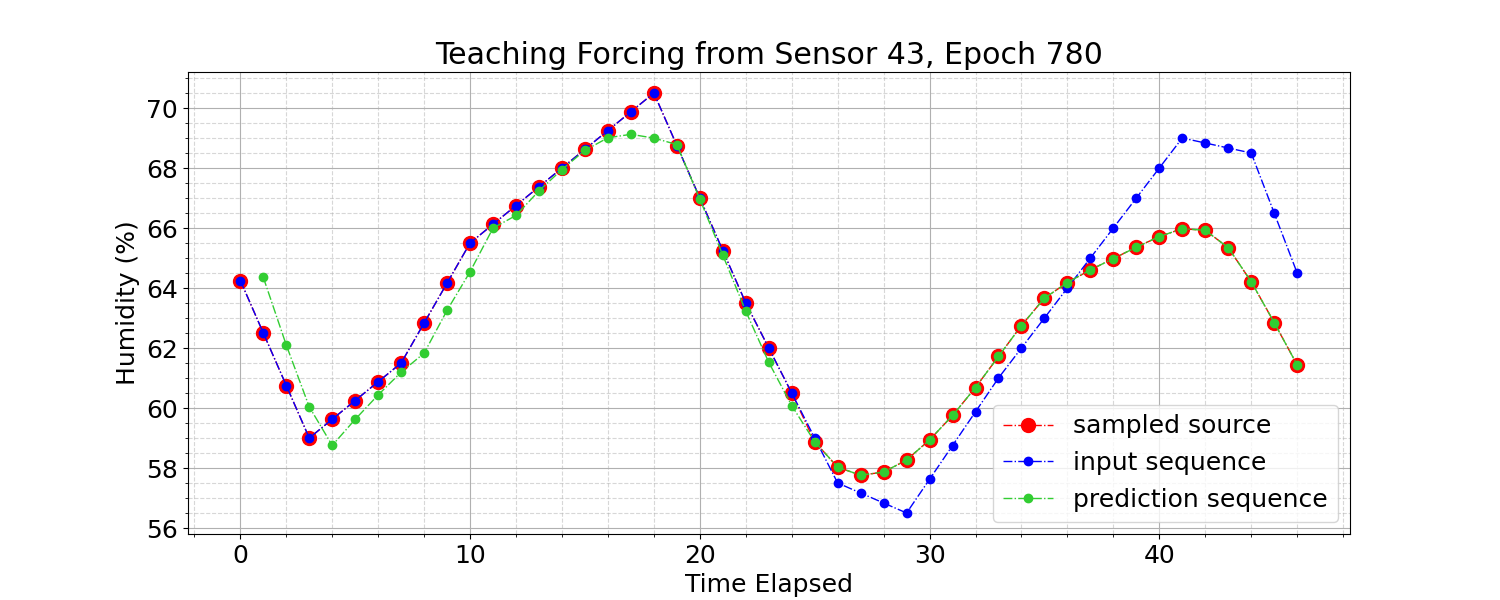 Teaching Forcing from Sensor 43, Epoch 780
Humidity (%)
70
68
66
64
62
60
58
56
0 10 20 30 40
Time Elapsed
sampled source
input sequence
prediction sequence